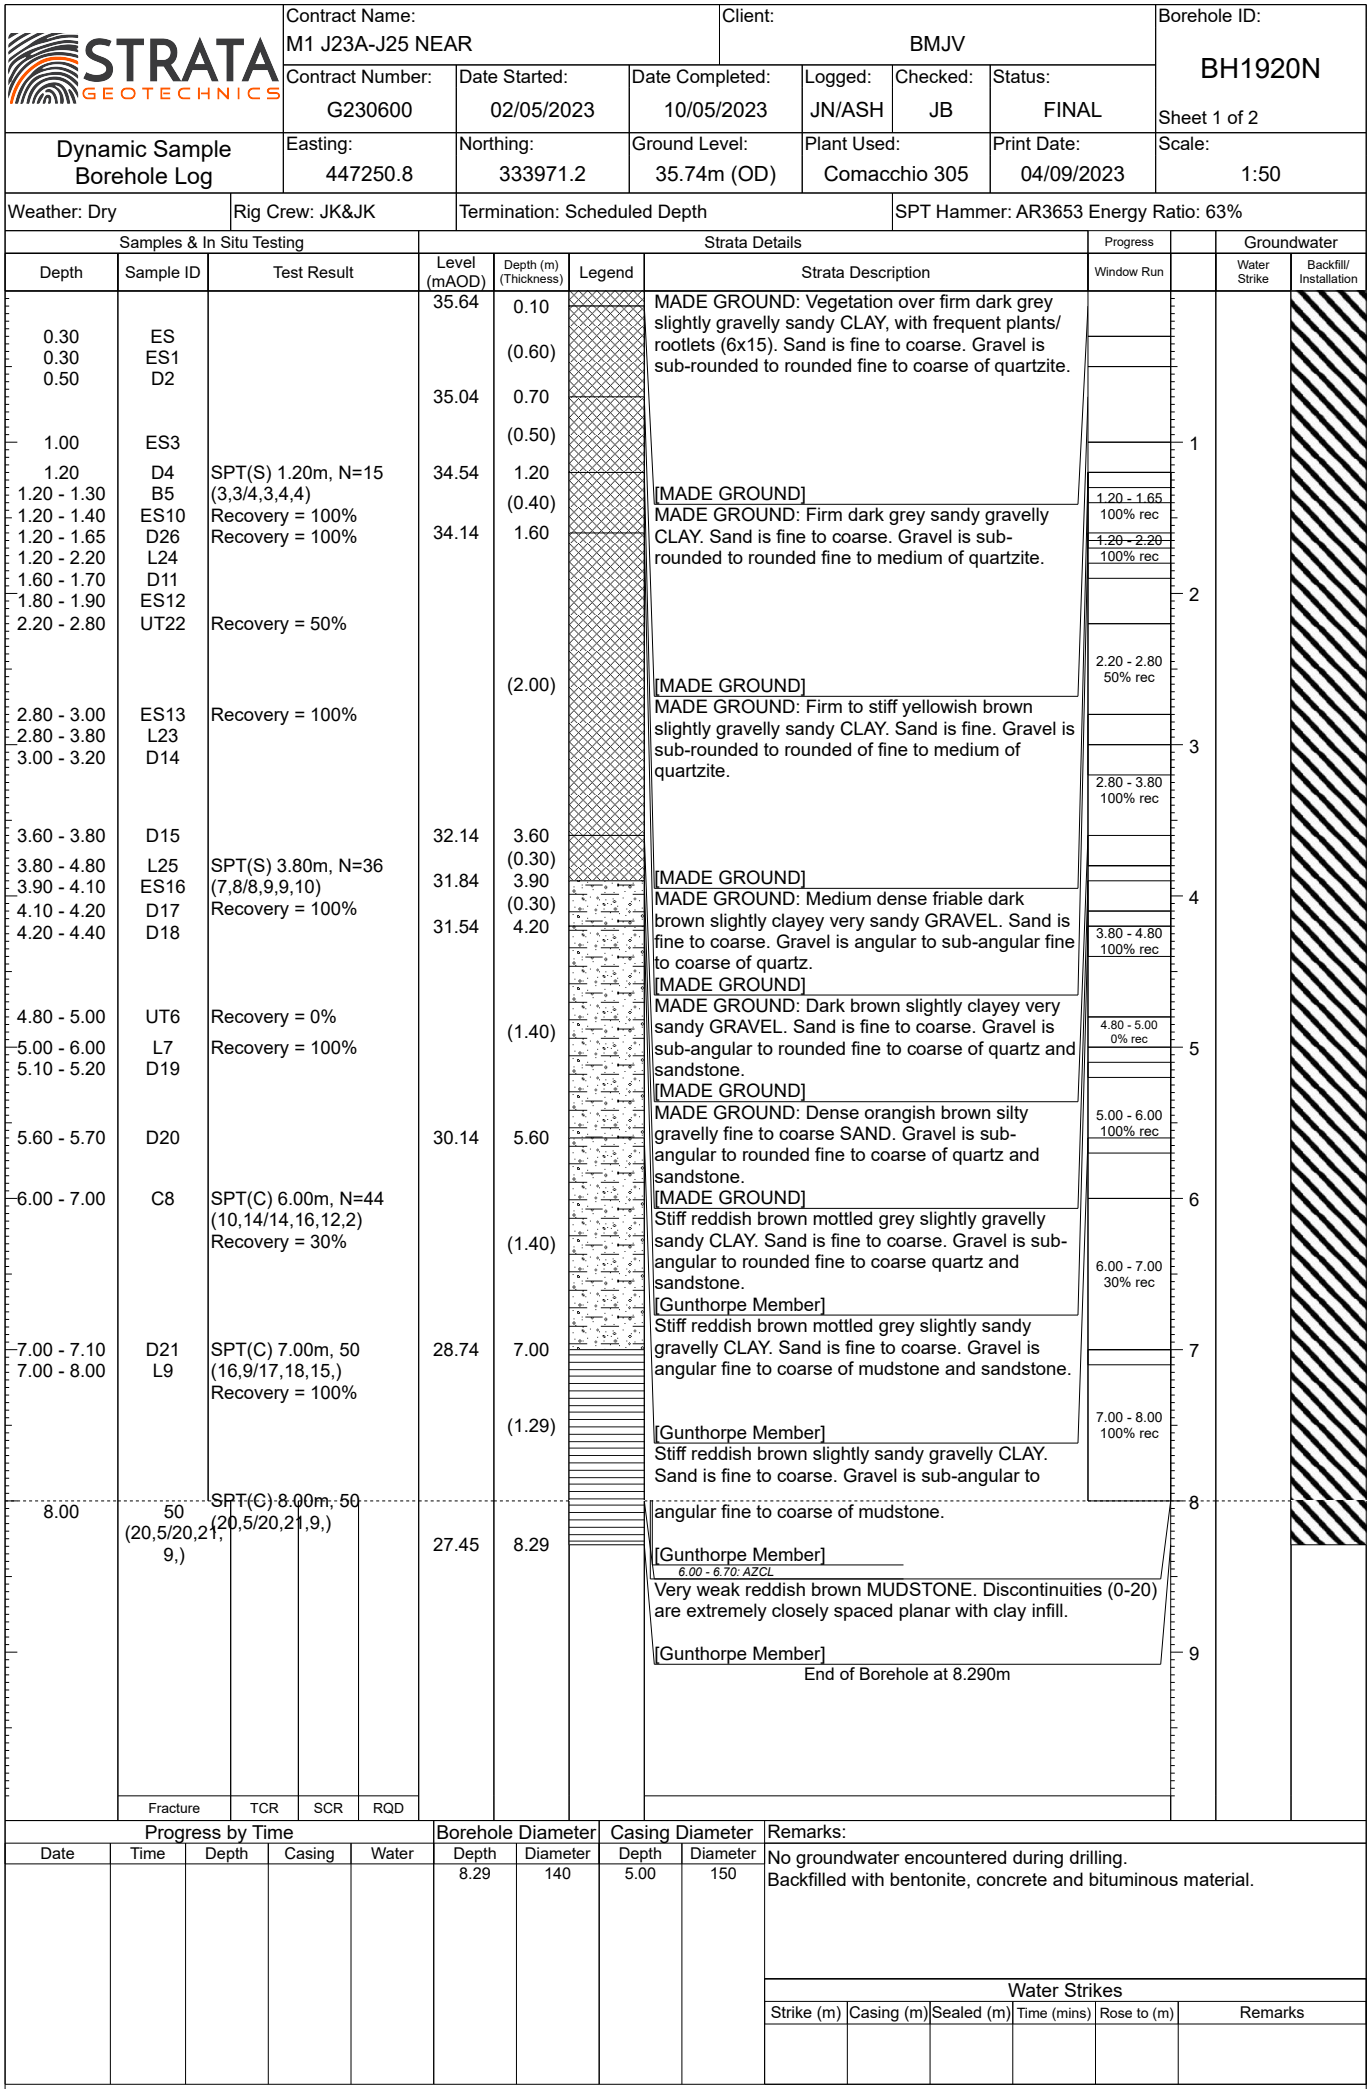 STRATA
GEOTECHNICS
Contract Name:
M1 J23A-J25 NEAR
Client:
BMJV
Borehole ID:
BH1920N
Sheet 1 of 2
Contract Number:
G230600
Date Started:
02/05/2023
Date Completed:
10/05/2023
Logged:
JN/ASH
Checked:
JB
Status:
FINAL
Dynamic Sample
Borehole Log
Easting:
447250.8
Northing:
333971.2
Ground Level:
35.74m (OD)
Plant Used:
Comacchio 305
Print Date:
04/09/2023
Scale:
1:50
Weather: Dry
Rig Crew: JK&JK
Termination: Scheduled Depth
SPT Hammer: AR3653 Energy Ratio: 63%
Samples & In Situ Testing
Strata Details
Progress
Groundwater
Depth
Sample ID
Test Result
Level
(mAOD)
Depth (m)
(Thickness)
Legend
Strata Description
Window Run
Water
Strike
Backfill/
Installation
0.30 ES
0.30 ES1
0.50 D2
1.00 ES3
1.20 D4 SPT(S) 1.20m, N=15
1.20 - 1.30 B5 (3,3/4,3,4,4)
1.20 - 1.40 ES10 Recovery = 100%
1.20 - 1.65 D26 Recovery = 100%
1.20 - 2.20 L24
1.60 - 1.70 D11
1.80 - 1.90 ES12
2.20 - 2.80 UT22 Recovery = 50%
2.80 - 3.00 ES13 Recovery = 100%
2.80 - 3.80 L23
3.00 - 3.20 D14
3.60 - 3.80 D15
3.80 - 4.80 L25 SPT(S) 3.80m, N=36
3.90 - 4.10 ES16 (7,8/8,9,9,10)
4.10 - 4.20 D17 Recovery = 100%
4.20 - 4.40 D18
4.80 - 5.00 UT6 Recovery = 0%
5.00 - 6.00 L7 Recovery = 100%
5.10 - 5.20 D19
5.60 - 5.70 D20
6.00 - 7.00 C8 SPT(C) 6.00m, N=44
(10,14/14,16,12,2)
Recovery = 30%
7.00 - 7.10 D21 SPT(C) 7.00m, 50
7.00 - 8.00 L9 (16,9/17,18,15,)
Recovery = 100%
SPT(C) 8.00m, 50
(20,5/20,21,9,)
8.00 50
(20,5/20,21,
9,)
35.64 0.10
(0.60)
35.04 0.70
(0.50)
34.54 1.20
(0.40)
34.14 1.60
(2.00)
32.14 3.60
(0.30)
31.84 3.90
(0.30)
31.54 4.20
(1.40)
30.14 5.60
(1.40)
28.74 7.00
(1.29)
27.45 8.29
MADE GROUND: Vegetation over firm dark grey
slightly gravelly sandy CLAY, with frequent plants/
rootlets (6x15). Sand is fine to coarse. Gravel is
sub-rounded to rounded fine to coarse of quartzite.
[MADE GROUND]
MADE GROUND: Firm dark grey sandy gravelly
CLAY. Sand is fine to coarse. Gravel is sub-
rounded to rounded fine to medium of quartzite.
[MADE GROUND]
MADE GROUND: Firm to stiff yellowish brown
slightly gravelly sandy CLAY. Sand is fine. Gravel is
sub-rounded to rounded of fine to medium of
quartzite.
[MADE GROUND]
MADE GROUND: Medium dense friable dark
brown slightly clayey very sandy GRAVEL. Sand is
fine to coarse. Gravel is angular to sub-angular fine
to coarse of quartz.
[MADE GROUND]
MADE GROUND: Dark brown slightly clayey very
sandy GRAVEL. Sand is fine to coarse. Gravel is
sub-angular to rounded fine to coarse of quartz and
sandstone.
[MADE GROUND]
MADE GROUND: Dense orangish brown silty
gravelly fine to coarse SAND. Gravel is sub-
angular to rounded fine to coarse of quartz and
sandstone.
[MADE GROUND]
Stiff reddish brown mottled grey slightly gravelly
sandy CLAY. Sand is fine to coarse. Gravel is sub-
angular to rounded fine to coarse quartz and
sandstone.
[Gunthorpe Member]
Stiff reddish brown mottled grey slightly sandy
gravelly CLAY. Sand is fine to coarse. Gravel is
angular fine to coarse of mudstone and sandstone.
[Gunthorpe Member]
Stiff reddish brown slightly sandy gravelly CLAY.
Sand is fine to coarse. Gravel is sub-angular to
angular fine to coarse of mudstone.
[Gunthorpe Member]
6.00 - 6.70: AZCL
Very weak reddish brown MUDSTONE. Discontinuities (0-20)
are extremely closely spaced planar with clay infill.
[Gunthorpe Member]
End of Borehole at 8.290m
1.20 - 1.65
100% rec
1.20 - 2.20
100% rec
2.20 - 2.80
50% rec
2.80 - 3.80
100% rec
3.80 - 4.80
100% rec
4.80 - 5.00
0% rec
5.00 - 6.00
100% rec
6.00 - 7.00
30% rec
7.00 - 8.00
100% rec
1
2
3
4
5
6
7
8
9
Fracture TCR SCR RQD
Progress by Time
Borehole Diameter
Casing Diameter
Remarks:
Date Time Depth Casing Water
Depth Diameter
Depth Diameter
8.29 140 5.00 150
No groundwater encountered during drilling.
Backfilled with bentonite, concrete and bituminous material.
Water Strikes
Strike (m) Casing (m) Sealed (m) Time (mins) Rose to (m) Remarks